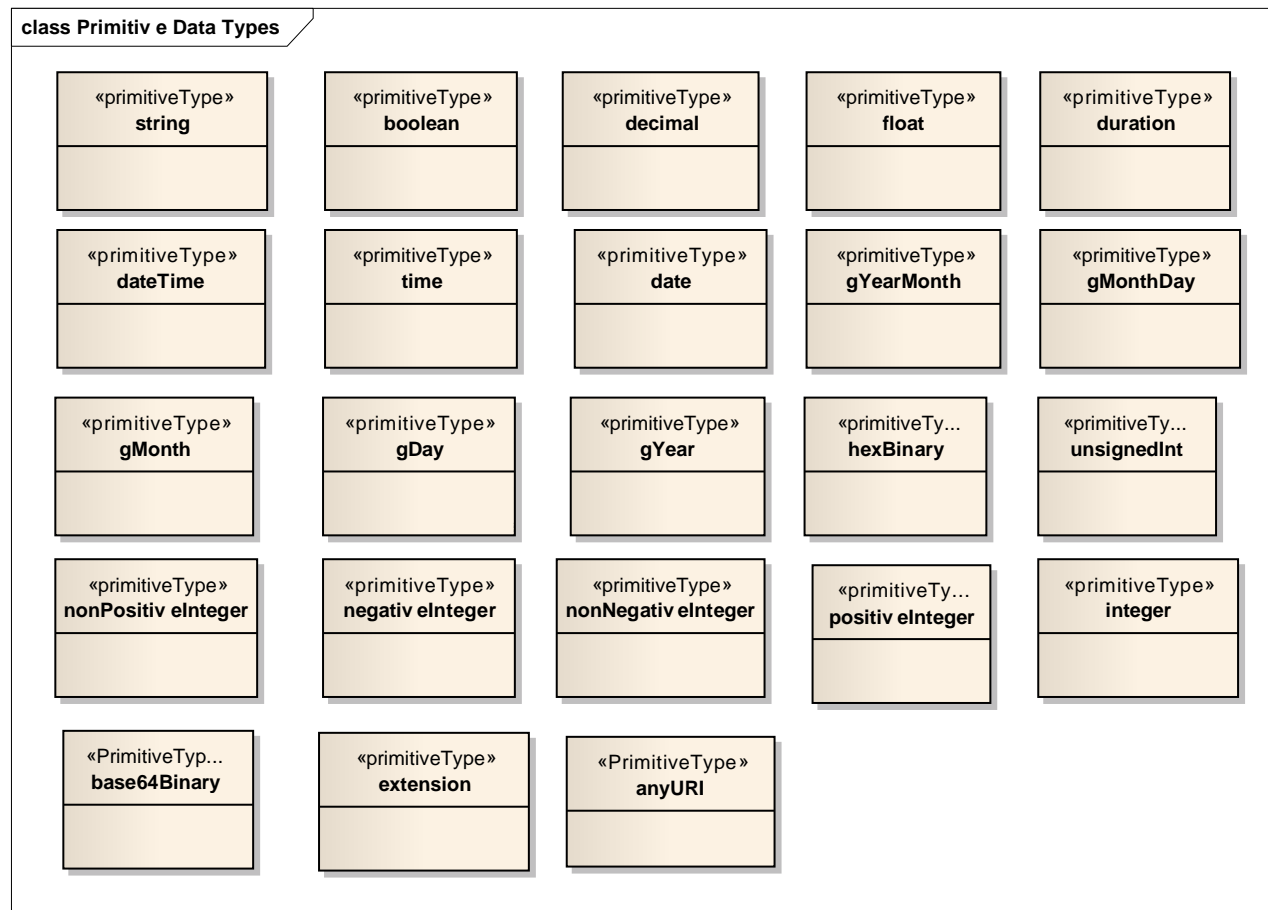 class Primitiv e Data Types
«primitiveType»
string
«primitiveType»
boolean
«primitiveType»
decimal
«primitiveType»
float
«primitiveType»
duration
«primitiveType»
dateTime
«primitiveType»
time
«primitiveType»
date
«primitiveType»
gYearMonth
«primitiveType»
gMonthDay
«primitiveType»
gMonth
«primitiveType»
gDay
«primitiveType»
gYear
«primitiveTy...
hexBinary
«primitiveTy...
unsignedInt
«primitiveType»
nonPositiv eInteger
«primitiveType»
negativ eInteger
«primitiveType»
nonNegativ eInteger
«primitiveTy...
positiv eInteger
«primitiveType»
integer
«PrimitiveTyp...
base64Binary
«primitiveType»
extension
«PrimitiveType»
anyURI